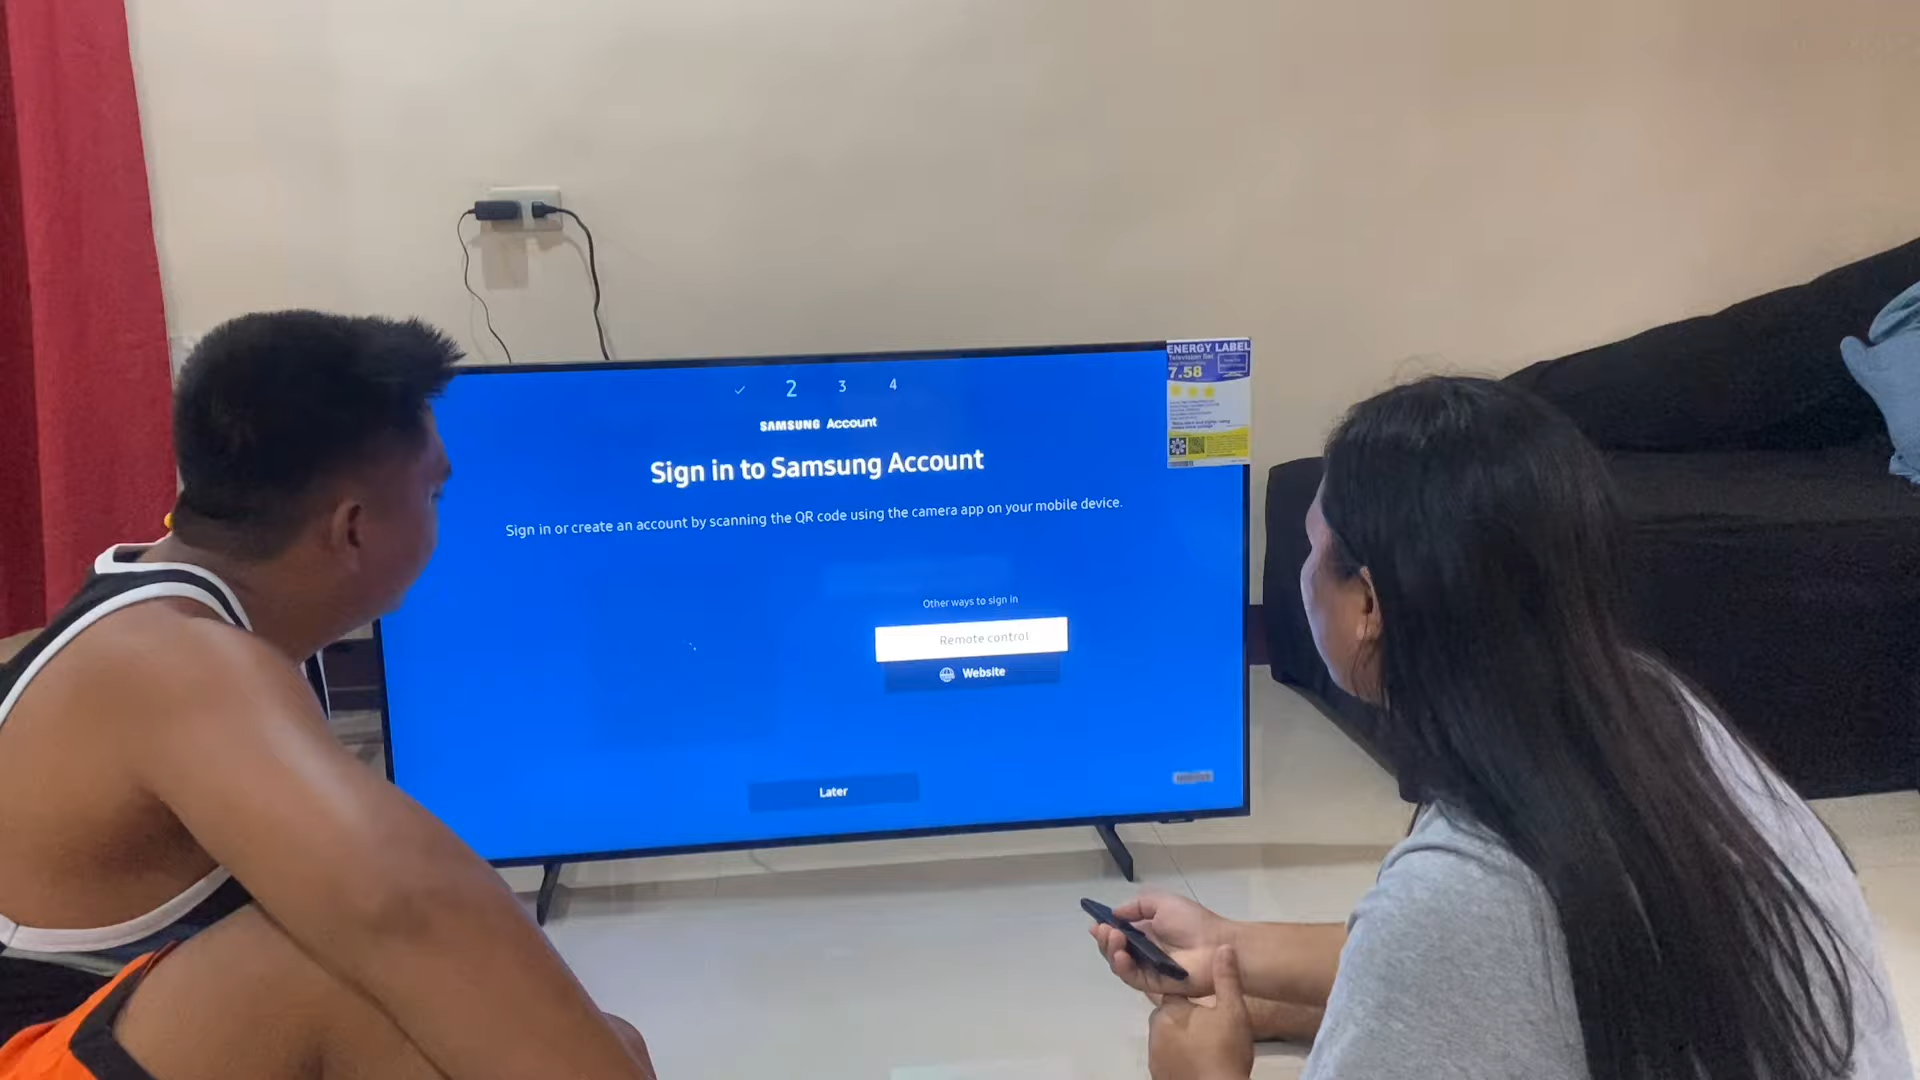 2 3 4
SAMSUNG Account
Sign in to Samsung Account
Sign in or create an account by scanning the QR code using the camera app on your mobile device.
Other ways to sign in
Remote control
Website
Later
ENERGY LABEL
Television Set
7.58